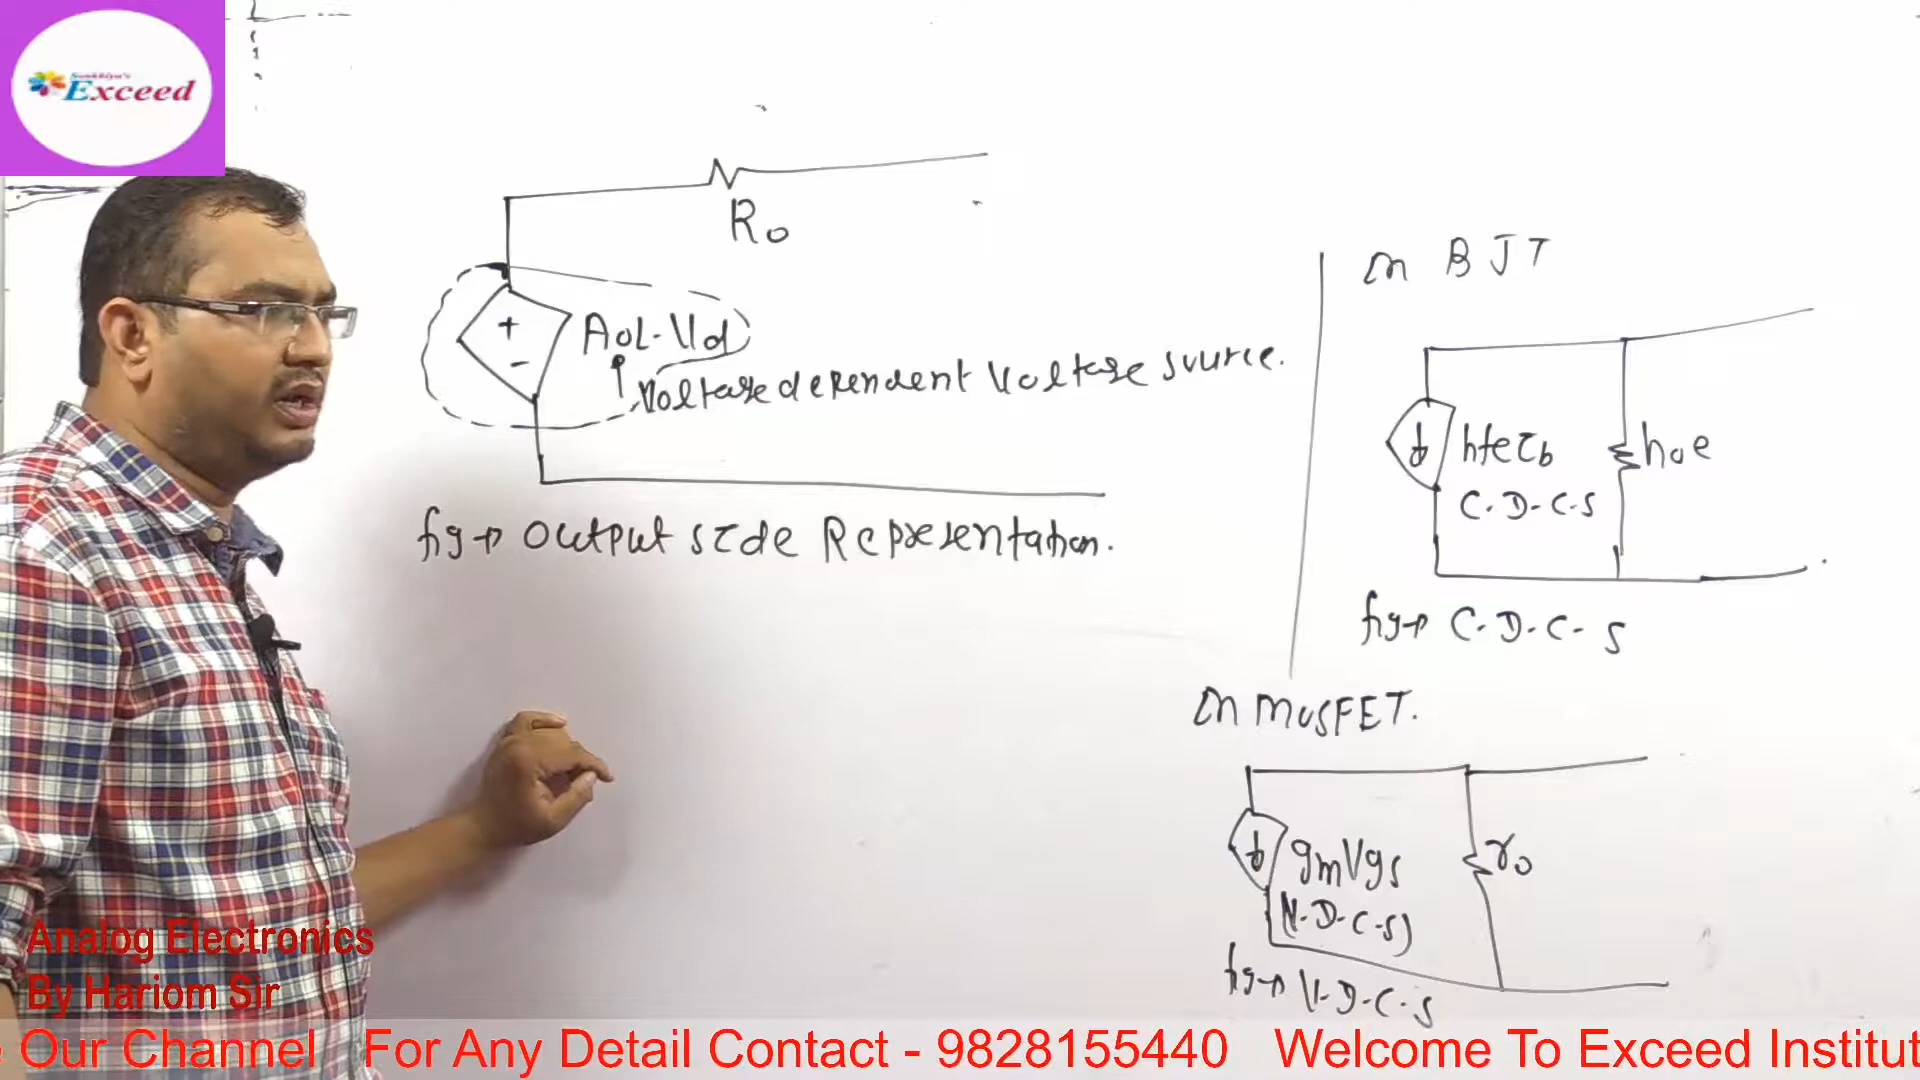 Sankhiya's
Exceed
Ro
+
-
AOL.Vd
Voltage dependent Voltage source.
fig→ output side Representation.
In BJT
hfeIb
C.D.C.S
hoe
fig→ C.D.C.S
In MOSFET.
gmVgs
(V.D.C.S)
ro
fig→ V.D.C.S
Analog Electronics
By Hariom Sir
Our Channel For Any Detail Contact - 9828155440 Welcome To Exceed Institut